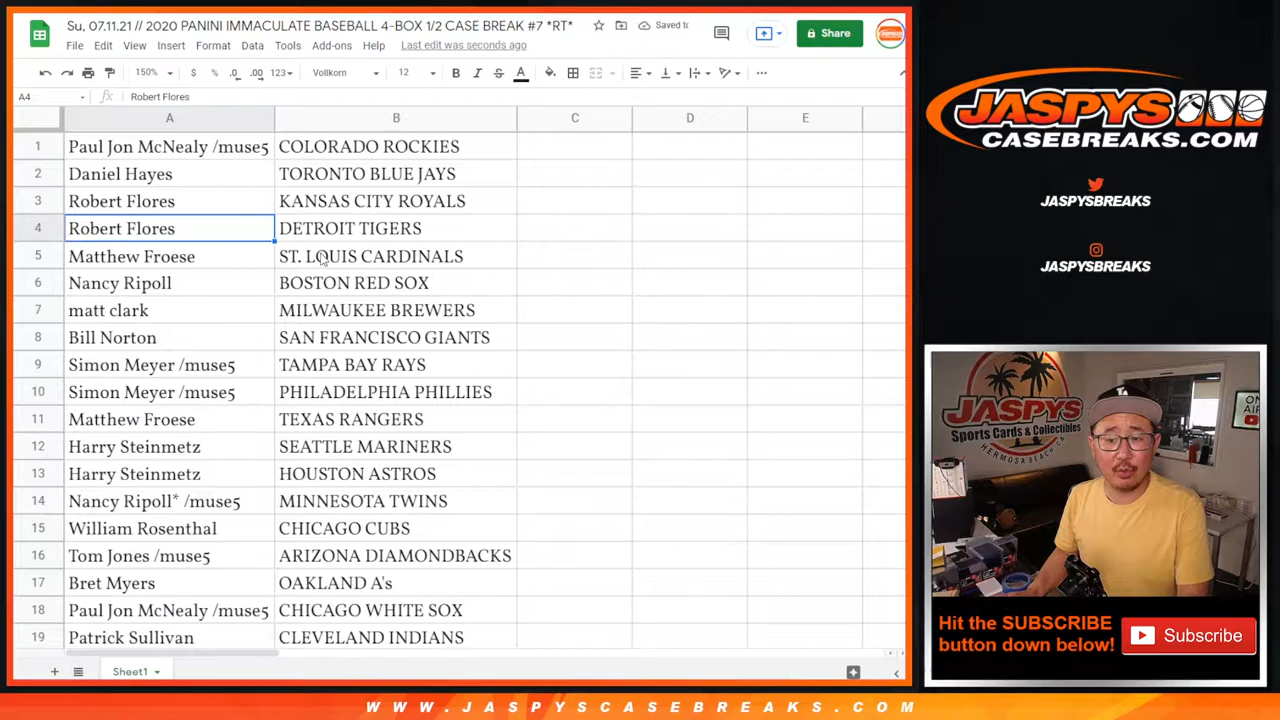 Su, 07.11.21 // 2020 PANINI IMMACULATE BASEBALL 4-BOX 1/2 CASE BREAK #7 *RT*
Saved to
Share
File Edit View Insert Format Data Tools Add-ons Help Last edit was seconds ago
150% $ % .0 .00 123 Vollkorn 12 B I S A
A4 fx Robert Flores
A B C D E
1 Paul Jon McNealy /muse5 COLORADO ROCKIES
2 Daniel Hayes TORONTO BLUE JAYS
3 Robert Flores KANSAS CITY ROYALS
4 Robert Flores DETROIT TIGERS
5 Matthew Froese ST. LOUIS CARDINALS
6 Nancy Ripoll BOSTON RED SOX
7 matt clark MILWAUKEE BREWERS
8 Bill Norton SAN FRANCISCO GIANTS
9 Simon Meyer /muse5 TAMPA BAY RAYS
10 Simon Meyer /muse5 PHILADELPHIA PHILLIES
11 Matthew Froese TEXAS RANGERS
12 Harry Steinmetz SEATTLE MARINERS
13 Harry Steinmetz HOUSTON ASTROS
14 Nancy Ripoll* /muse5 MINNESOTA TWINS
15 William Rosenthal CHICAGO CUBS
16 Tom Jones /muse5 ARIZONA DIAMONDBACKS
17 Bret Myers OAKLAND A's
18 Paul Jon McNealy /muse5 CHICAGO WHITE SOX
19 Patrick Sullivan CLEVELAND INDIANS
Sheet1
JASPYS
CASEBREAKS.COM
JASPYSBREAKS
JASPYSBREAKS
JASPYS
Sports Cards & Collectibles
HERMOSA BEACH, CA
ON
AIR
LA
Hit the SUBSCRIBE
button down below!
Subscribe
WWW.JASPYSCASEBREAKS.COM